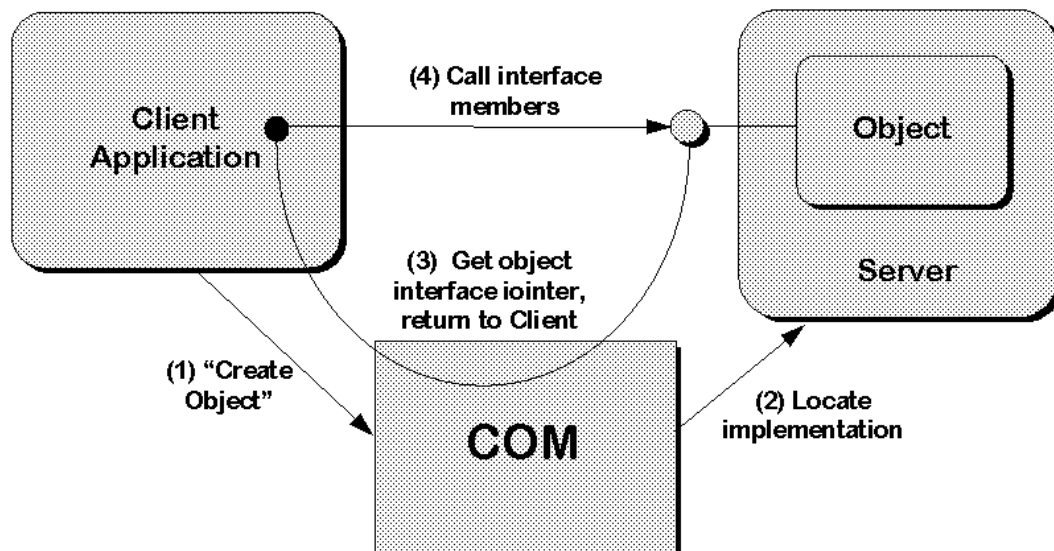 Client
Application
(4) Call interface
members
Object
Server
(3) Get object
interface iointer,
return to Client
(1) “Create
Object”
COM
(2) Locate
implementation